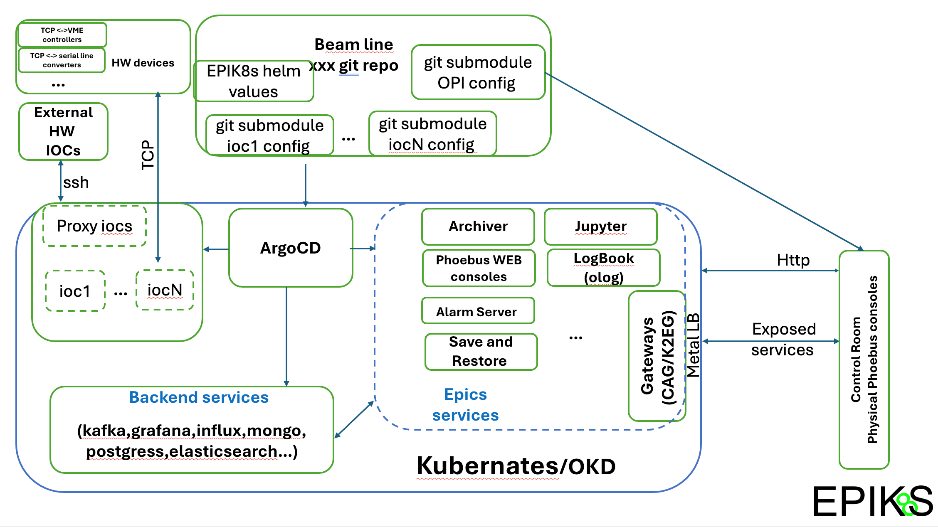 TCP <->VME
controllers
TCP <-> serial line
converters
HW devices
...
External
HW
IOCs
ssh
TCP
Beam line
xxx git repo
EPIK8s helm
values
git submodule
OPI config
git submodule
ioc1 config
...
git submodule
iocN config
Proxy iocs
ioc1
...
iocN
ArgoCD
Archiver
Jupyter
Phoebus WEB
consoles
LogBook
(olog)
Alarm Server
Save and
Restore
...
Gateways
(CAG/K2EG)
Metal LB
Epics
services
Backend services
(kafka,grafana,influx,mongo,
postgress,elasticsearch...)
Kubernates/OKD
Http
Exposed
services
Control Room
Physical Phoebus consoles
EPIK8S